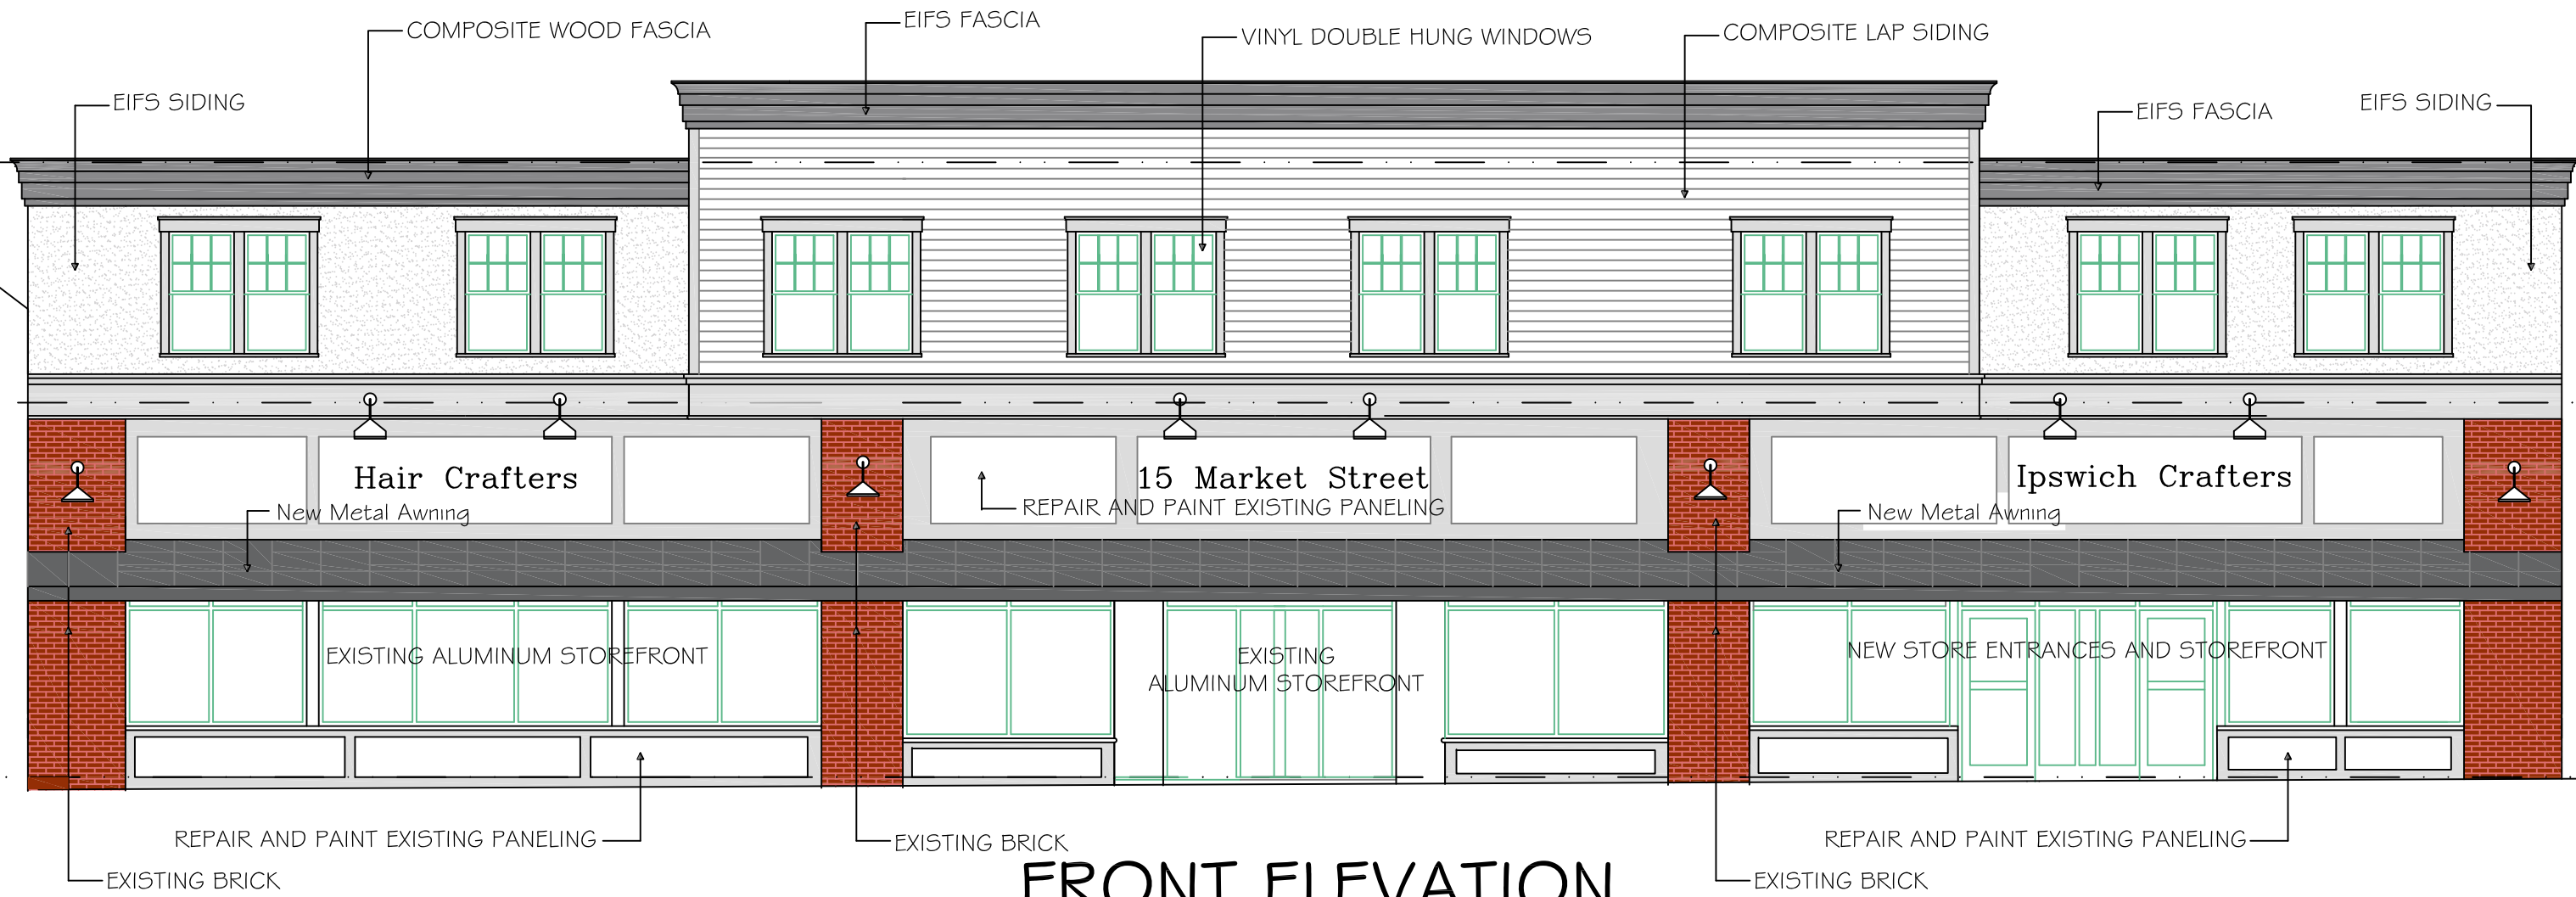 COMPOSITE WOOD FASCIA
EIFS FASCIA
VINYL DOUBLE HUNG WINDOWS
COMPOSITE LAP SIDING
EIFS SIDING
EIFS FASCIA
EIFS SIDING
Hair Crafters
15 Market Street
Ipswich Crafters
New Metal Awning
REPAIR AND PAINT EXISTING PANELING
New Metal Awning
EXISTING ALUMINUM STOREFRONT
EXISTING
ALUMINUM STOREFRONT
NEW STORE ENTRANCES AND STOREFRONT
REPAIR AND PAINT EXISTING PANELING
EXISTING BRICK
REPAIR AND PAINT EXISTING PANELING
EXISTING BRICK
EXISTING BRICK
FRONT ELEVATION